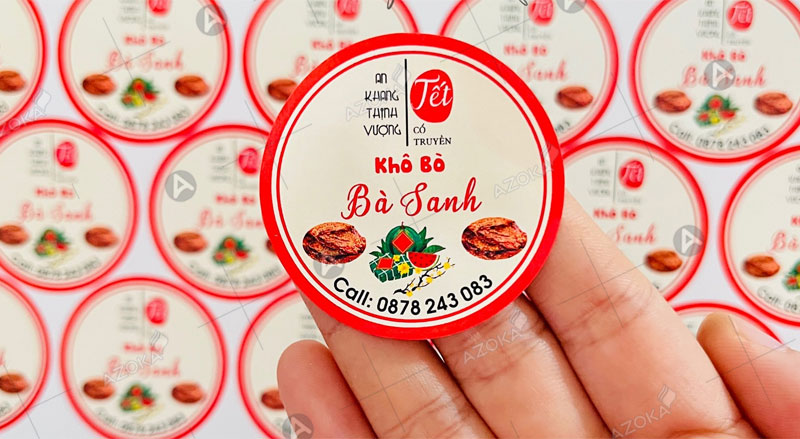 AN
KHANG
THỊNH
VƯỢNG
Tết
CỔ
TRUYỀN
Khô Bò
Bà Sanh
Call: 0878 243 083
AZOKA